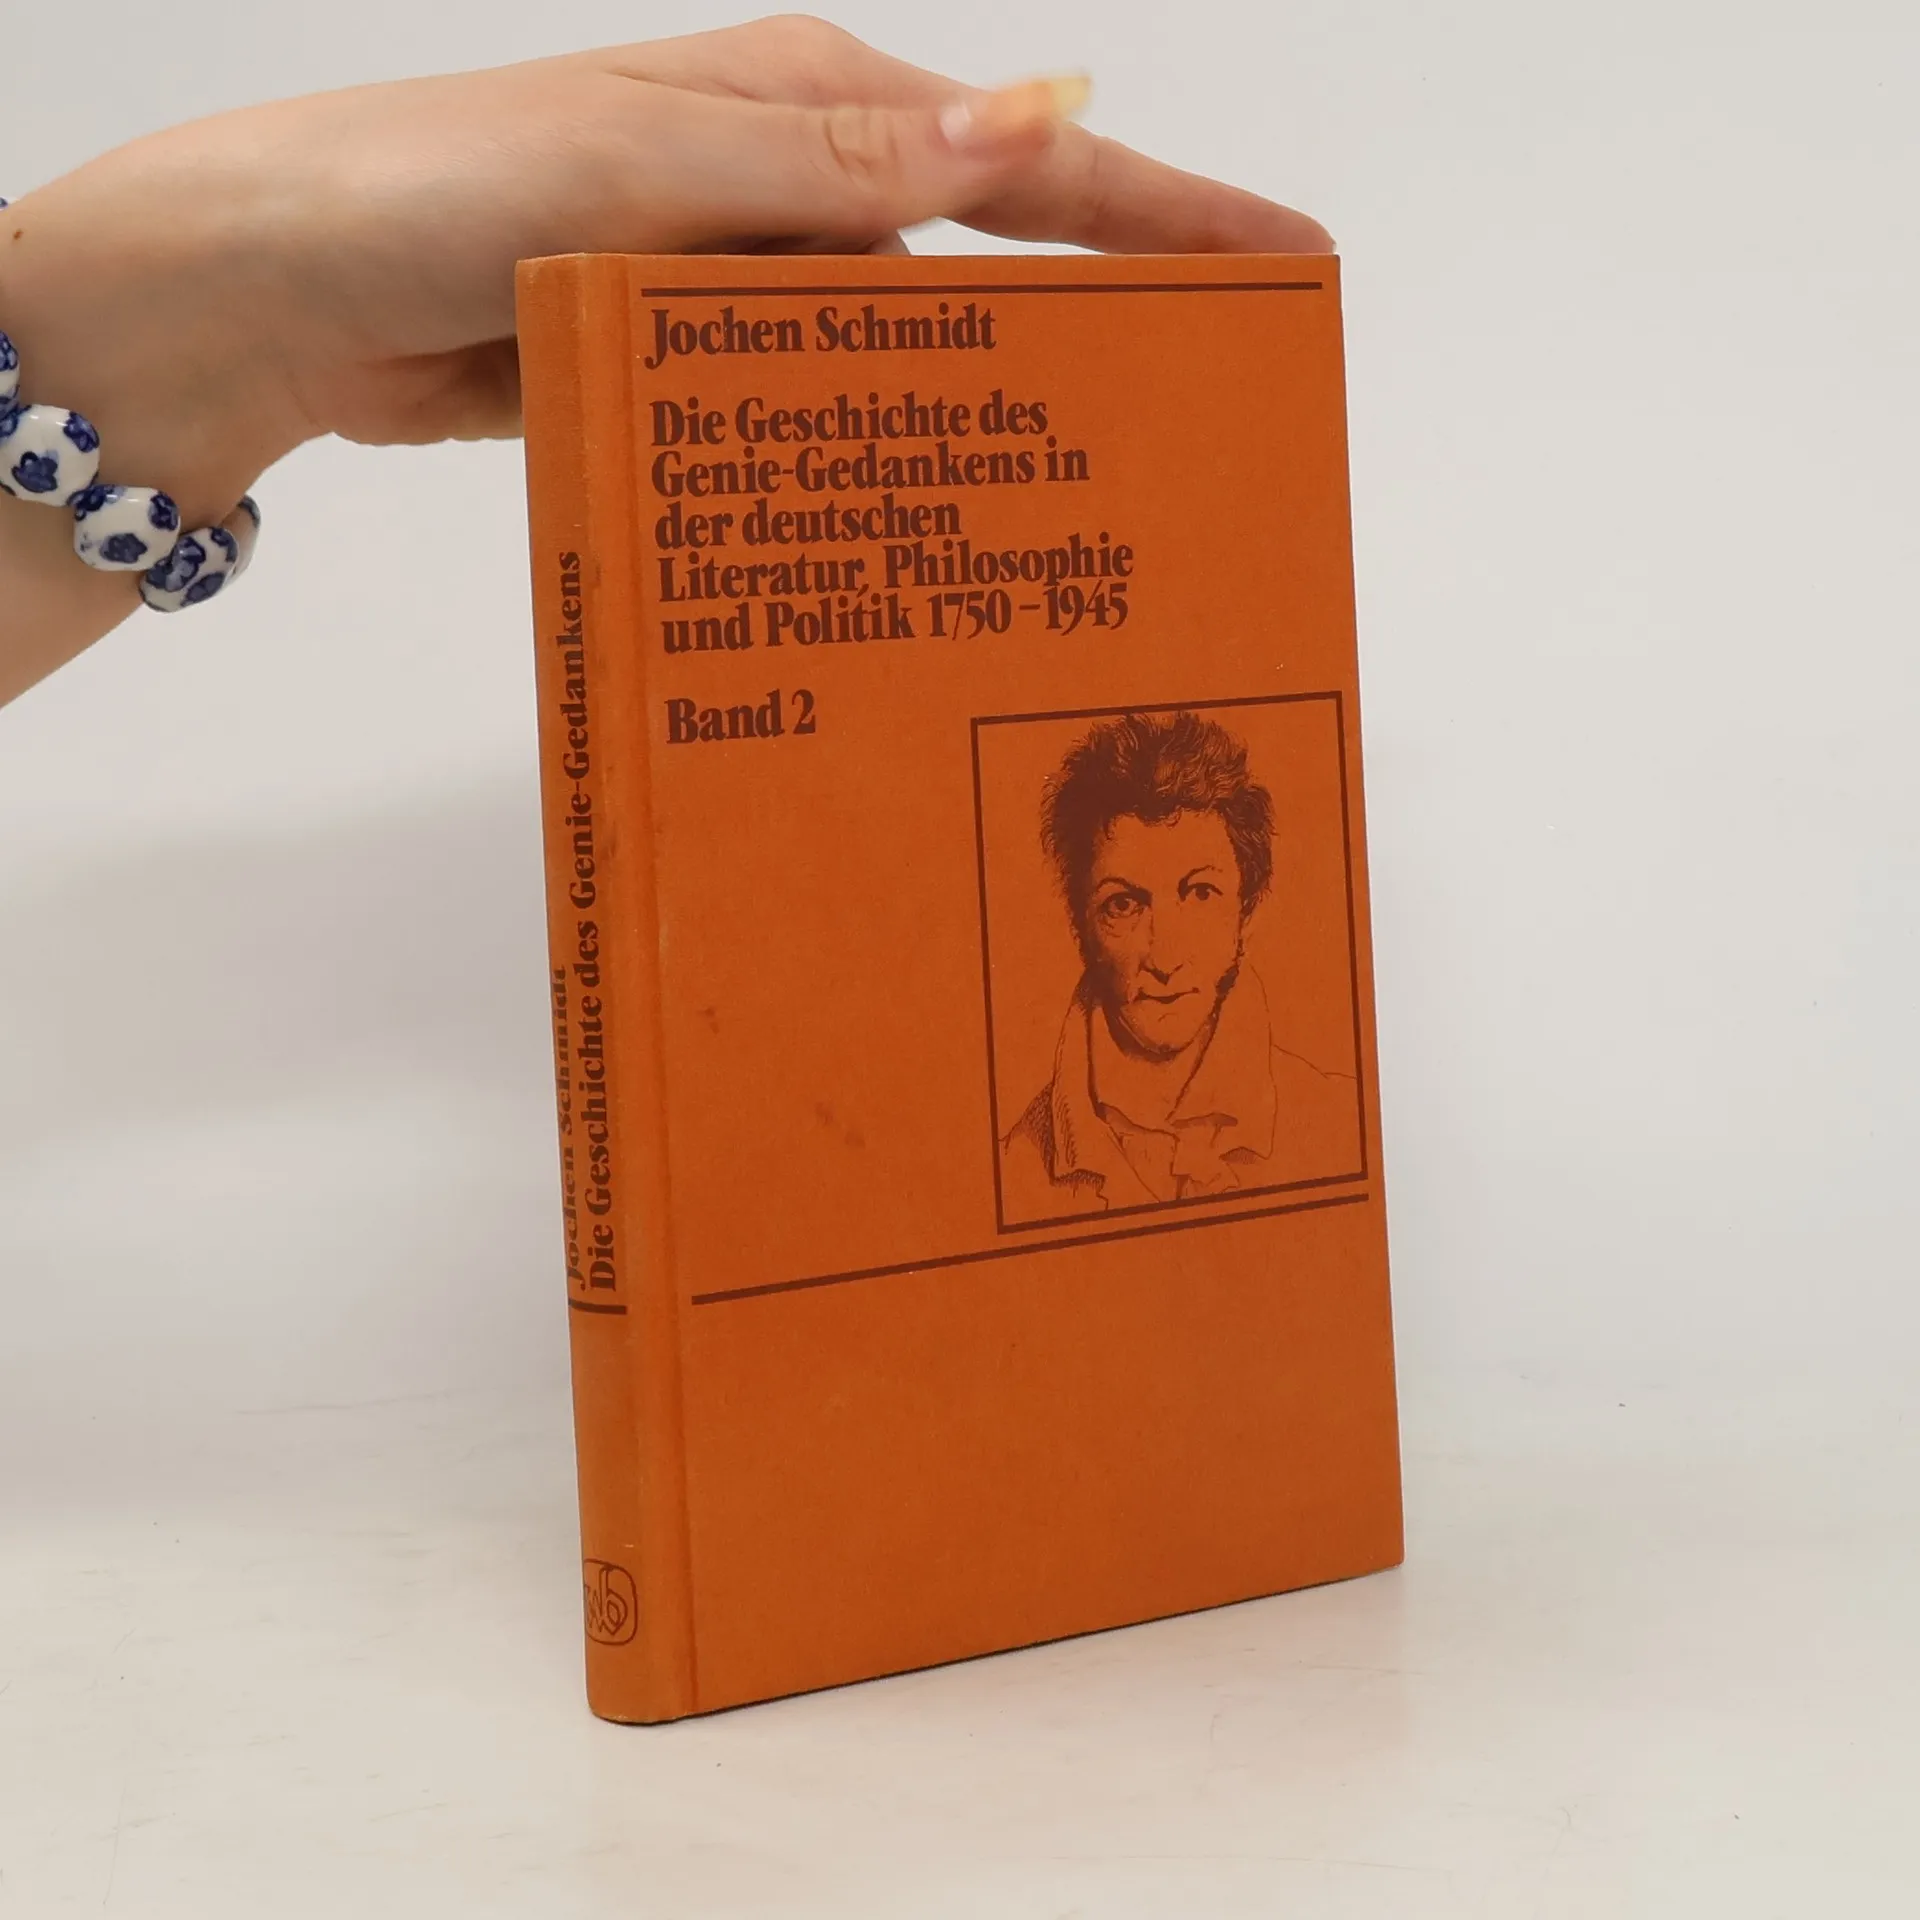 Jochen Schmidt
Die Geschichte des
Genie-Gedankens in
der deutschen
Literatur, Philosophie
und Politik 1750–1945
Band 2
Jochen Schmidt
Die Geschichte des Genie-Gedankens
wb